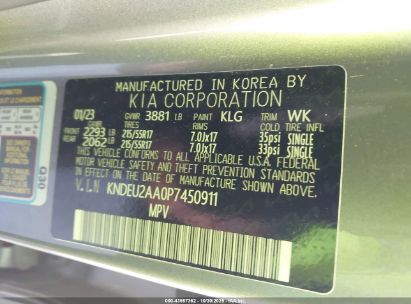 MANUFACTURED IN KOREA BY
KIA CORPORATION
01/23 GVWR 3881 LB PAINT KLG TRIM WK
TIRES RIMS COLD TIRE INFL
FRONT 2293 LB 215/55R17 7.0Jx17 35psi SINGLE
REAR 2062 LB 215/55R17 7.0Jx17 33psi SINGLE
THIS VEHICLE CONFORMS TO ALL APPLICABLE U.S.A. FEDERAL MOTOR
VEHICLE SAFETY, BUMPER, AND THEFT PREVENTION STANDARDS
IN EFFECT ON THE DATE OF MANUFACTURE SHOWN ABOVE.
V.I.N KNDEU2AA0P7450911
MPV